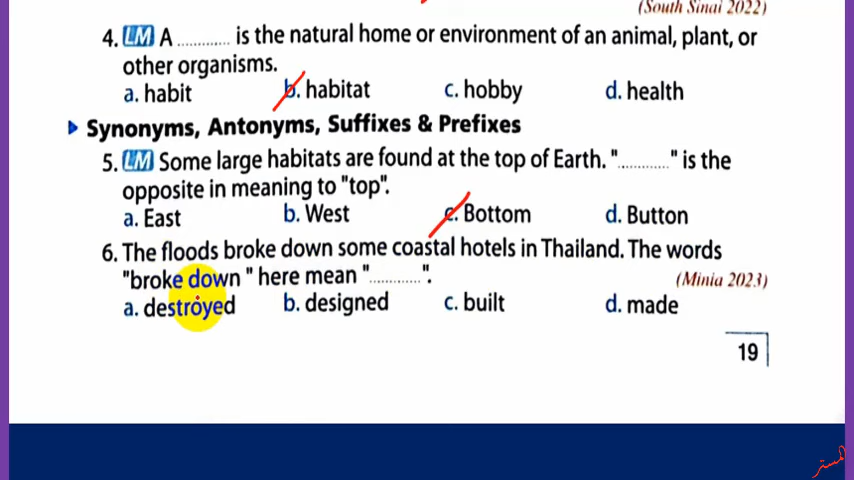 (South Sinai 2022)
4. LM A ............ is the natural home or environment of an animal, plant, or
other organisms.
a. habit b. habitat c. hobby d. health
Synonyms, Antonyms, Suffixes & Prefixes
5. LM Some large habitats are found at the top of Earth. "............" is the
opposite in meaning to "top".
a. East b. West c. Bottom d. Button
6. The floods broke down some coastal hotels in Thailand. The words
"broke down " here mean "............".
(Minia 2023)
a. destroyed b. designed c. built d. made
19
المستر